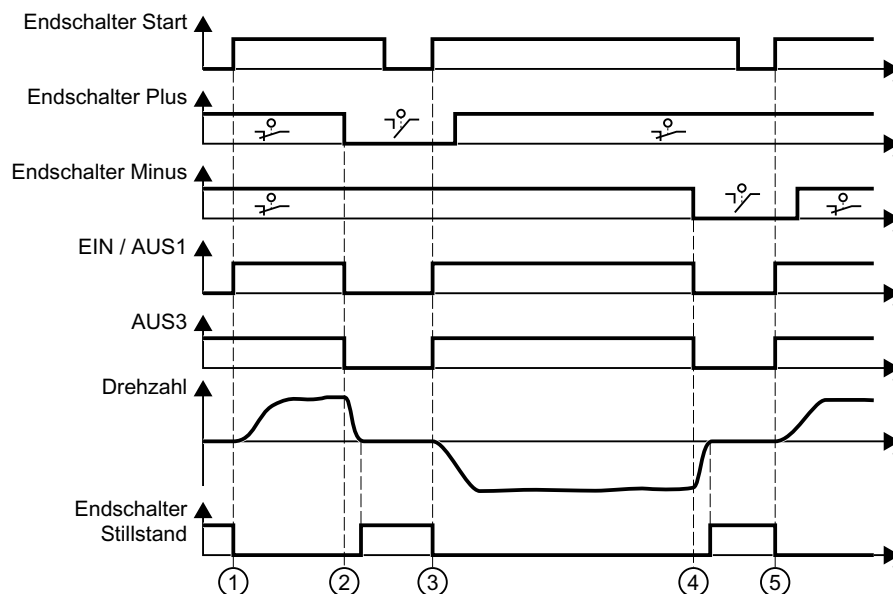 Endschalter Start
Endschalter Plus
Endschalter Minus
EIN / AUS1
AUS3
Drehzahl
Endschalter
Stillstand
1 2 3 4 5